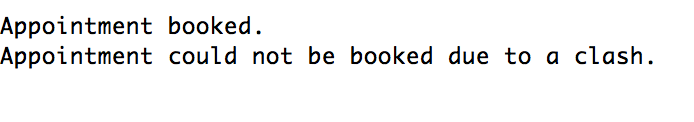 Appointment booked.
Appointment could not be booked due to a clash.